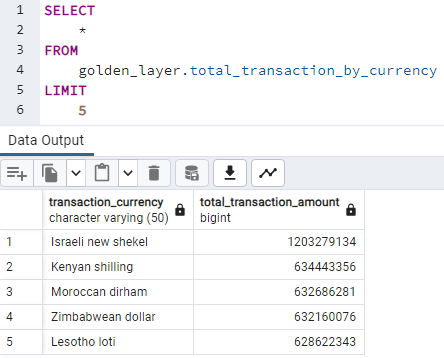 1 SELECT
2 *
3 FROM
4 golden_layer.total_transaction_by_currency
5 LIMIT
6 5
Data Output
transaction_currency total_transaction_amount
character varying (50) bigint
1 Israeli new shekel 1203279134
2 Kenyan shilling 634443356
3 Moroccan dirham 632686281
4 Zimbabwean dollar 632160076
5 Lesotho loti 628622343